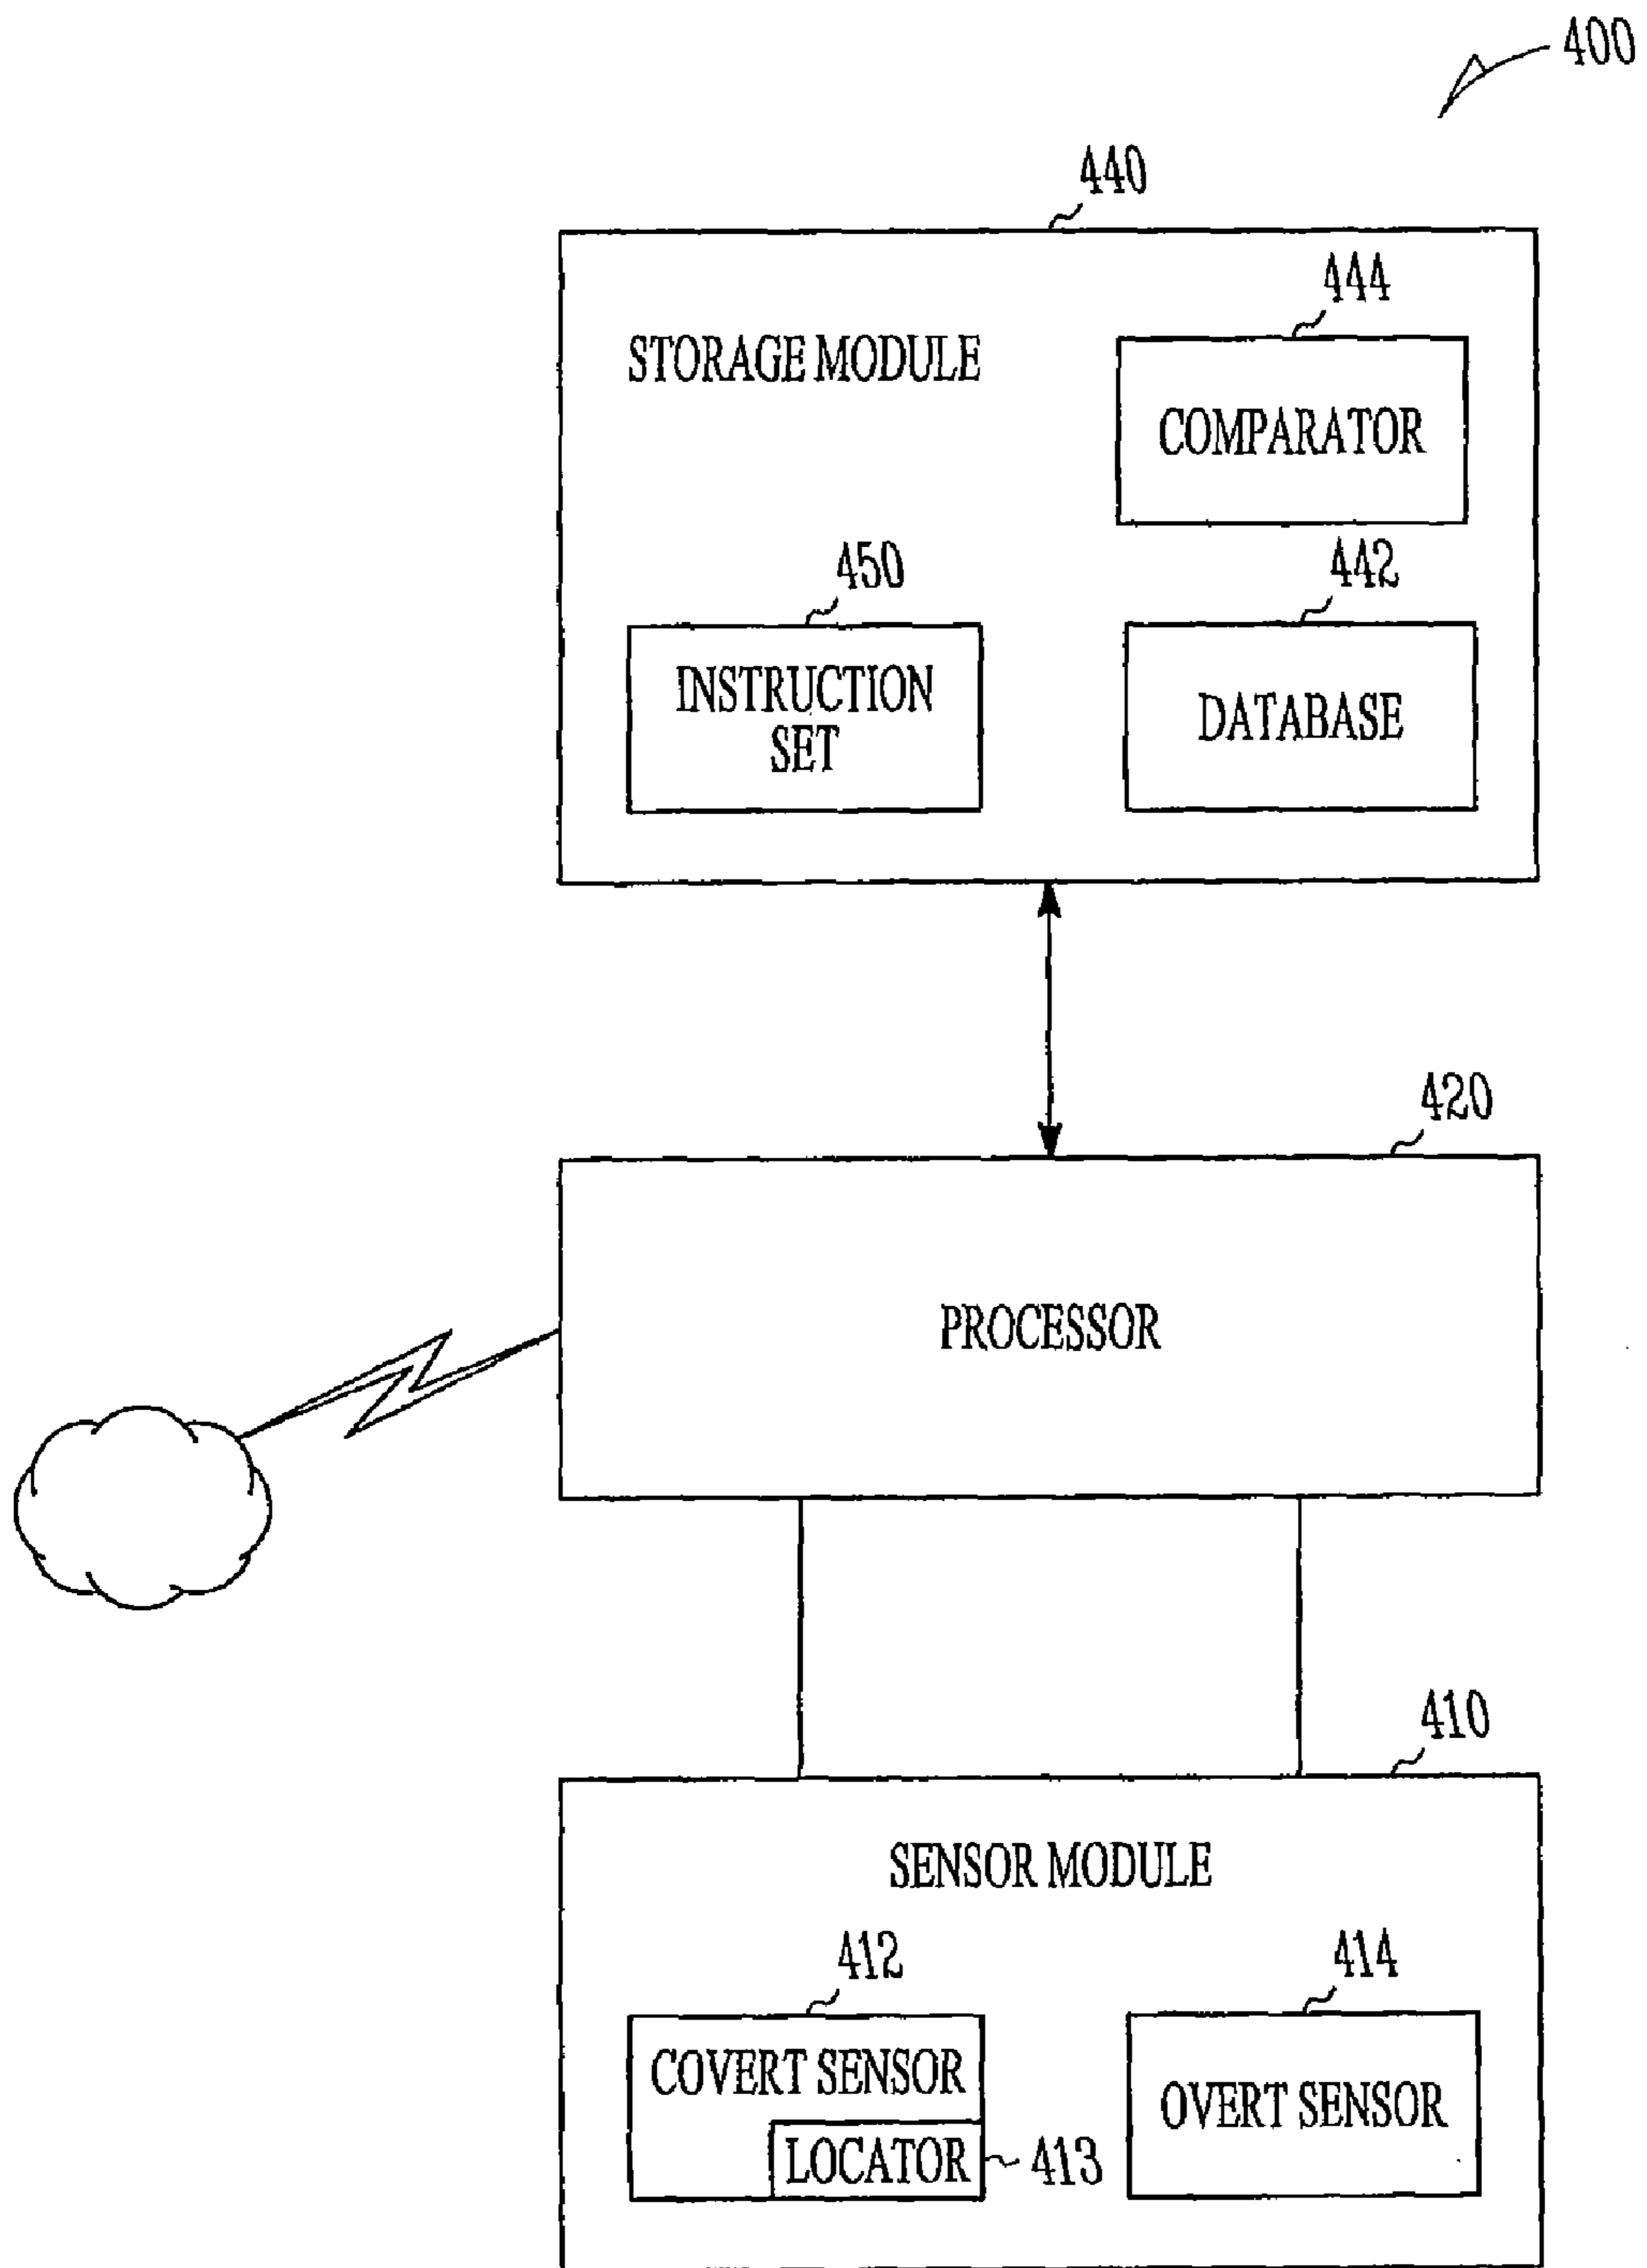 400
440
444
STORAGE MODULE
COMPARATOR
450
442
INSTRUCTION
SET
DATABASE
420
PROCESSOR
410
SENSOR MODULE
412
414
COVERT SENSOR
OVERT SENSOR
LOCATOR
413